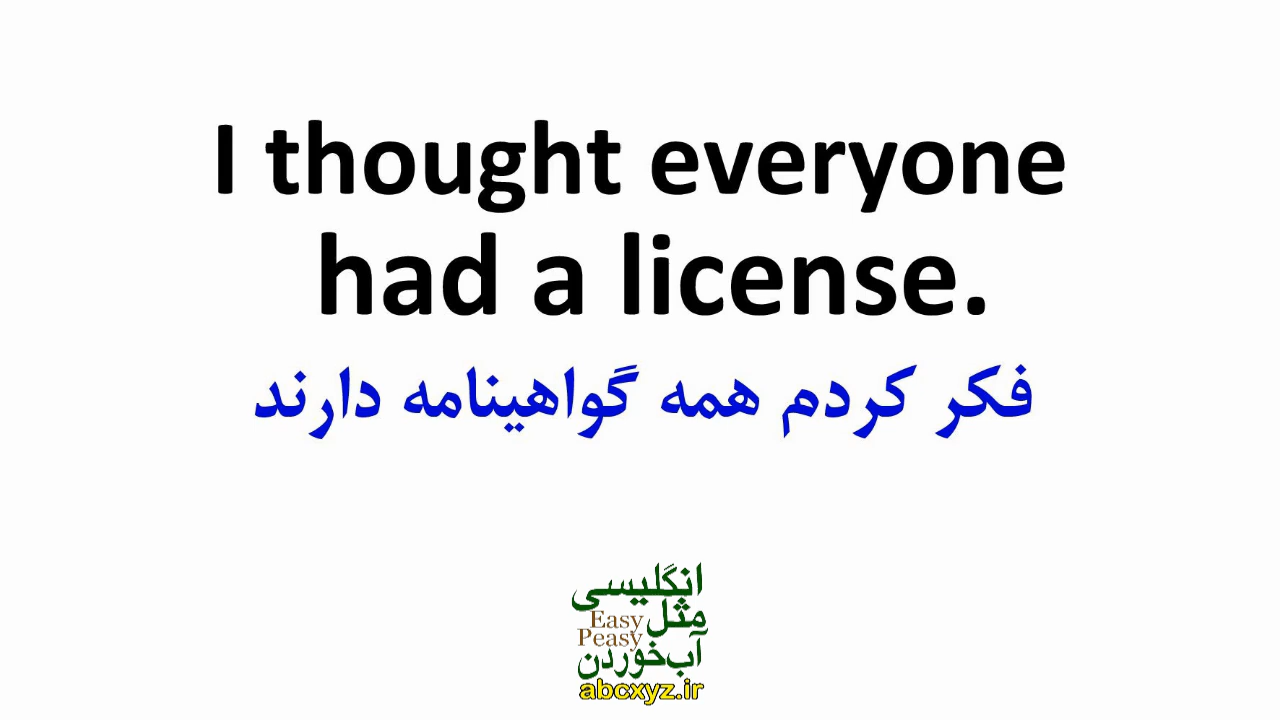 I thought everyone
had a license.
فکر کردم همه گواهینامه دارند
انگلیسی
مثل
Easy
Peasy
آب‌خوردن
abcxyz.ir